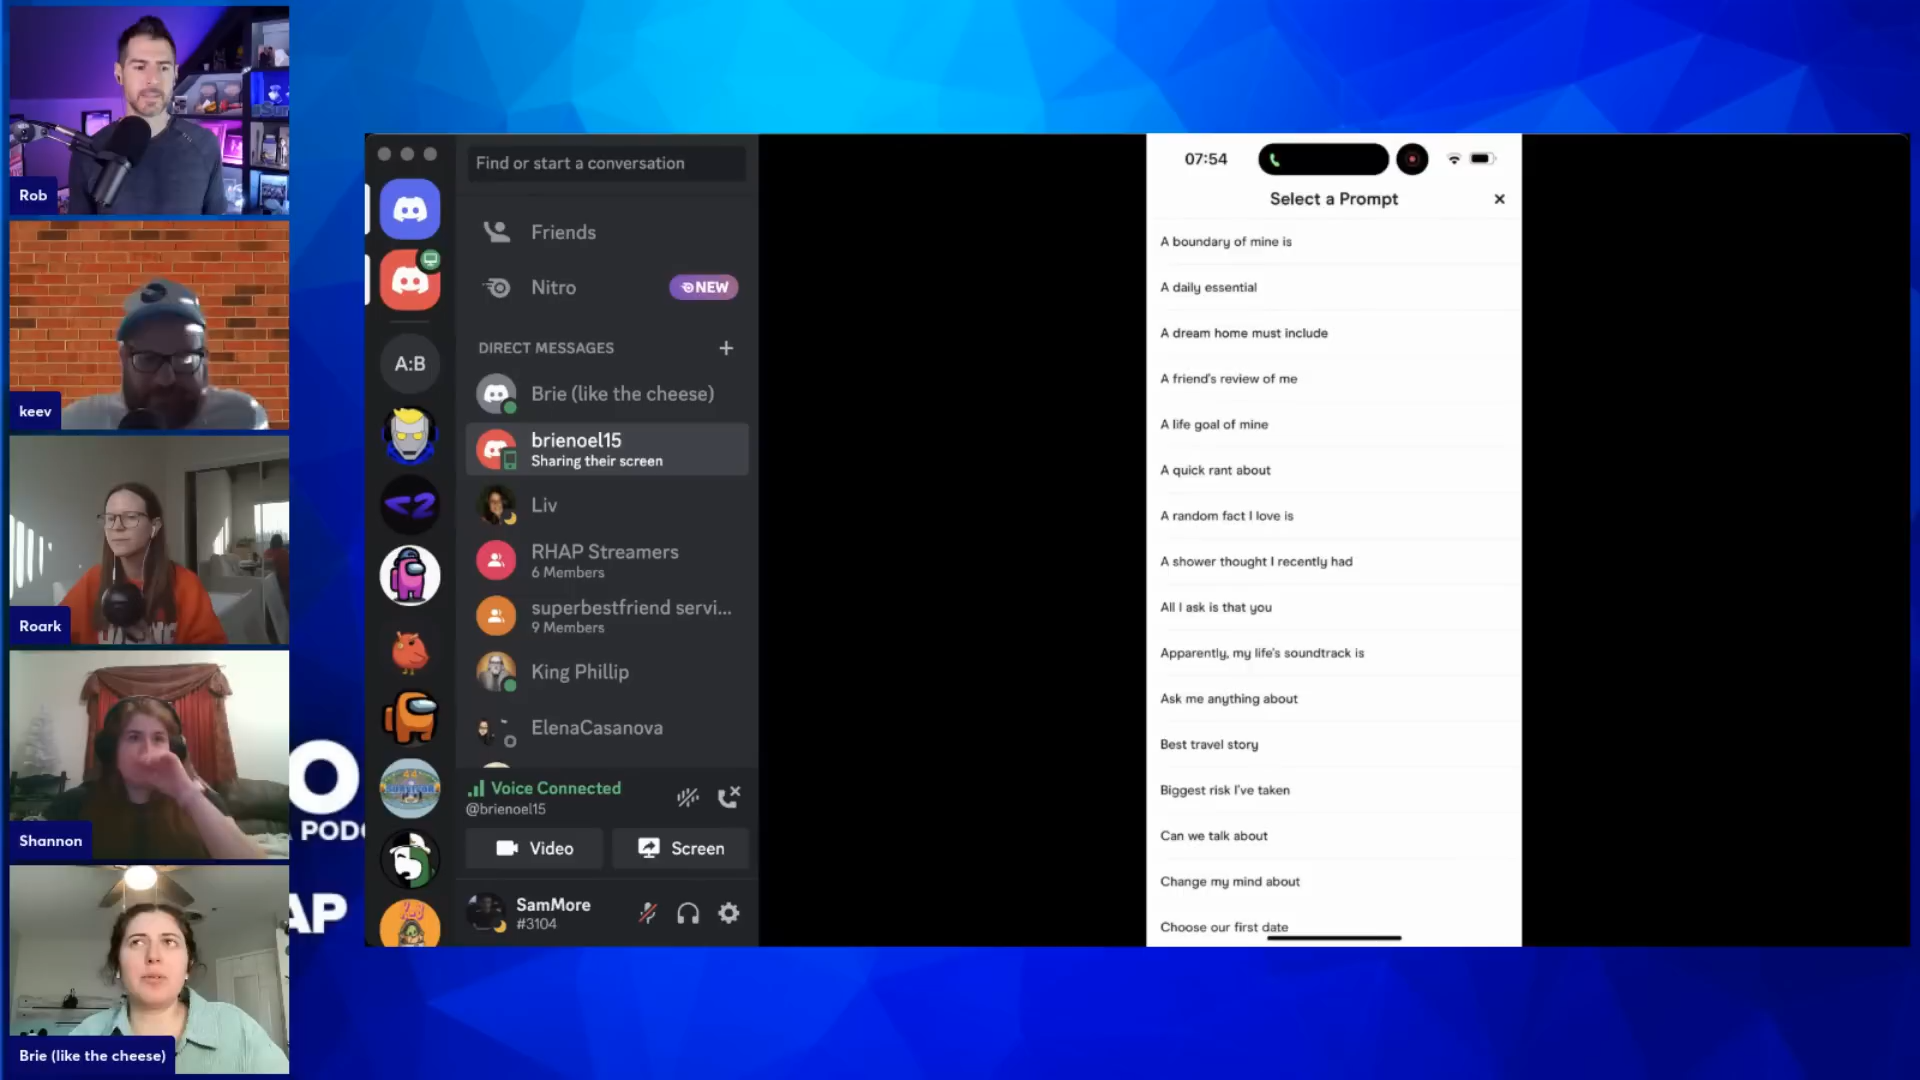 Rob
keev
Roark
Shannon
Brie (like the cheese)
O
PODC
AP
Find or start a conversation
Friends
Nitro
NEW
DIRECT MESSAGES
Brie (like the cheese)
brienoel15
Sharing their screen
Liv
RHAP Streamers
6 Members
superbestfriend servi...
9 Members
King Phillip
ElenaCasanova
A:B
<2
44
SURVIVOR
Voice Connected
@brienoel15
Video
Screen
SamMore
#3104
07:54
Select a Prompt
A boundary of mine is
A daily essential
A dream home must include
A friend's review of me
A life goal of mine
A quick rant about
A random fact I love is
A shower thought I recently had
All I ask is that you
Apparently, my life's soundtrack is
Ask me anything about
Best travel story
Biggest risk I've taken
Can we talk about
Change my mind about
Choose our first date